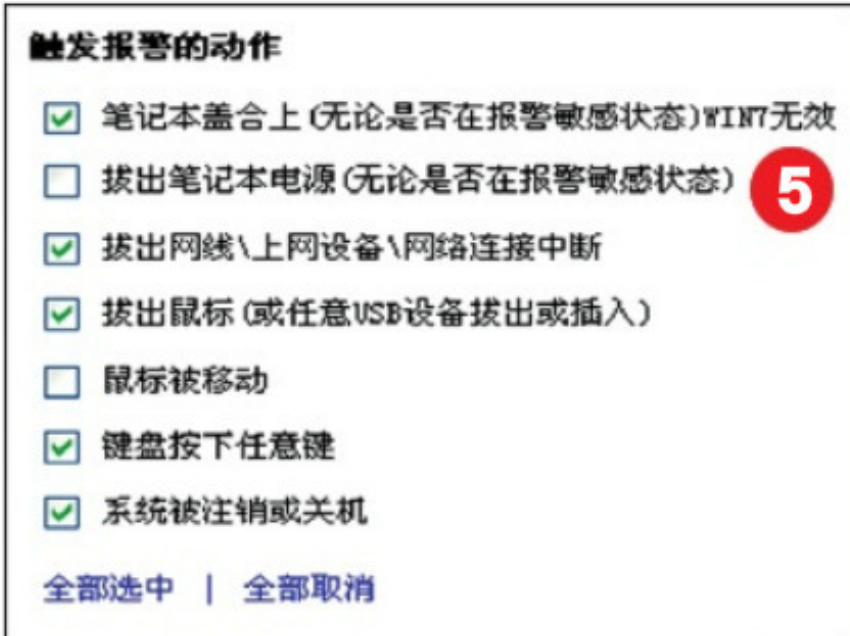 触发报警的动作
笔记本盖合上(无论是否在报警敏感状态)WIN7无效
拔出笔记本电源(无论是否在报警敏感状态)
5
拔出网线\上网设备\网络连接中断
拔出鼠标(或任意USB设备拔出或插入)
鼠标被移动
键盘按下任意键
系统被注销或关机
全部选中 | 全部取消